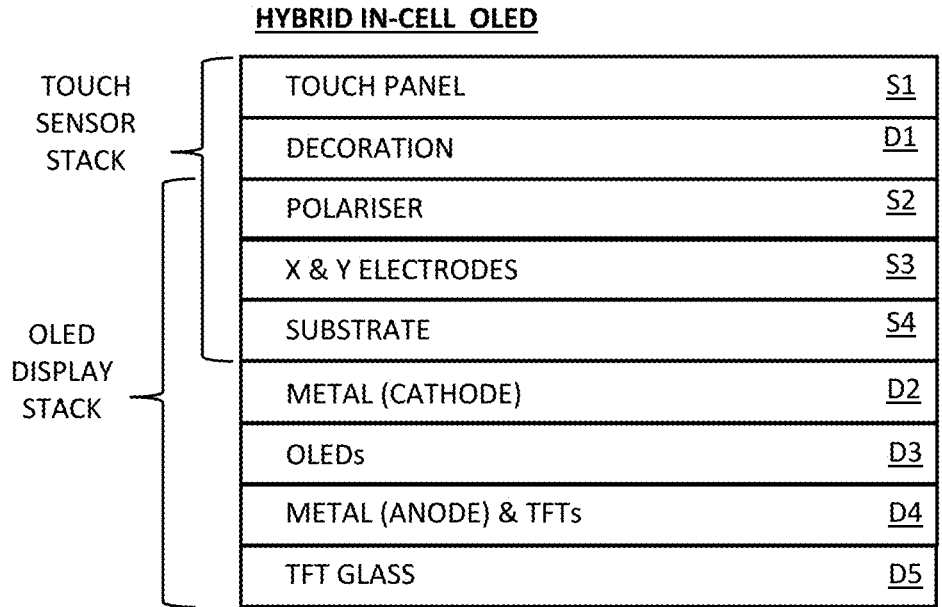 HYBRID IN-CELL OLED
TOUCH
SENSOR
STACK
OLED
DISPLAY
STACK
TOUCH PANEL S1
DECORATION D1
POLARISER S2
X & Y ELECTRODES S3
SUBSTRATE S4
METAL (CATHODE) D2
OLEDs D3
METAL (ANODE) & TFTs D4
TFT GLASS D5